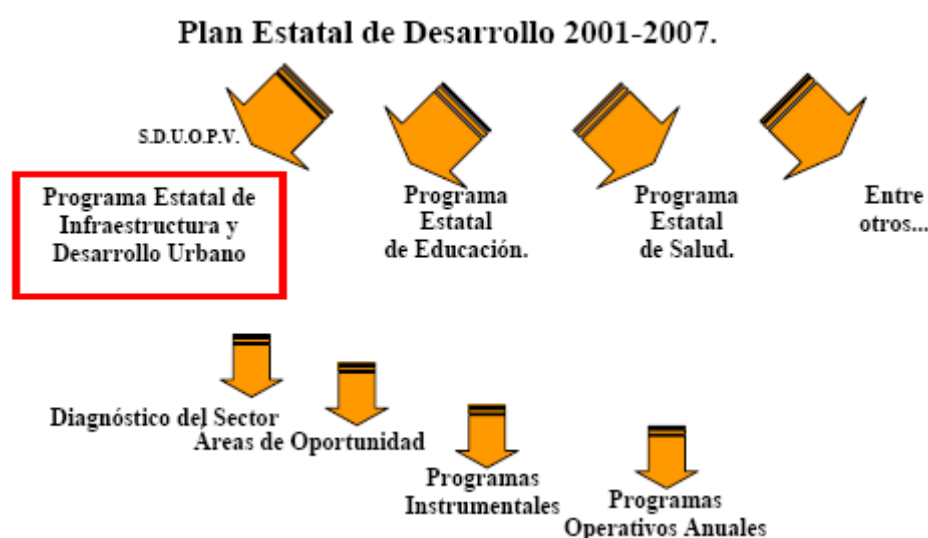 Plan Estatal de Desarrollo 2001-2007.
S.D.U.O.P.V.
Programa Estatal de
Infraestructura y
Desarrollo Urbano
Programa
Estatal
de Educación.
Programa
Estatal
de Salud.
Entre
otros...
Diagnóstico del Sector
Áreas de Oportunidad
Programas
Instrumentales
Programas
Operativos Anuales